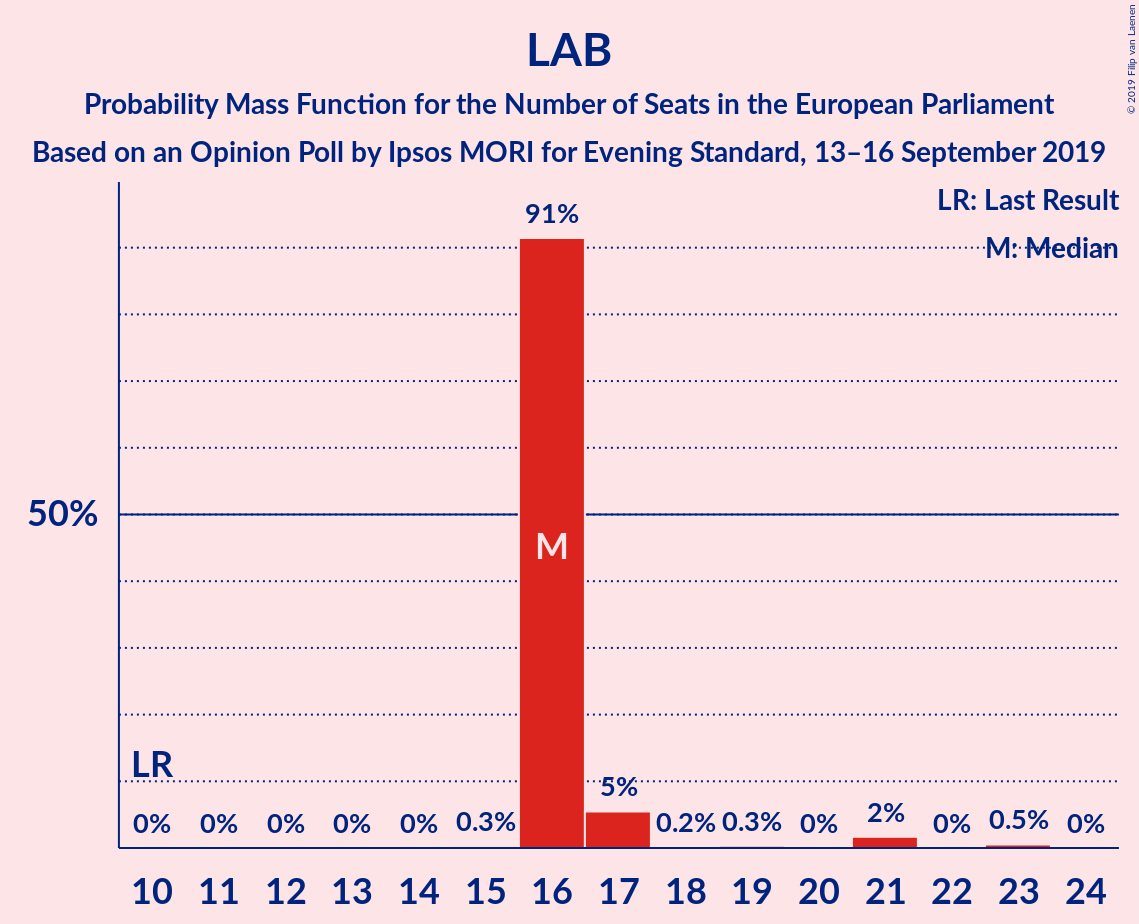 LAB
Probability Mass Function for the Number of Seats in the European Parliament
Based on an Opinion Poll by Ipsos MORI for Evening Standard, 13–16 September 2019
© 2019 Filip van Laenen
LR: Last Result
M: Median
91%
50%
M
LR
0% 0% 0% 0% 0% 0.3% 5% 0.2% 0.3% 0% 2% 0% 0.5% 0%
10 11 12 13 14 15 16 17 18 19 20 21 22 23 24